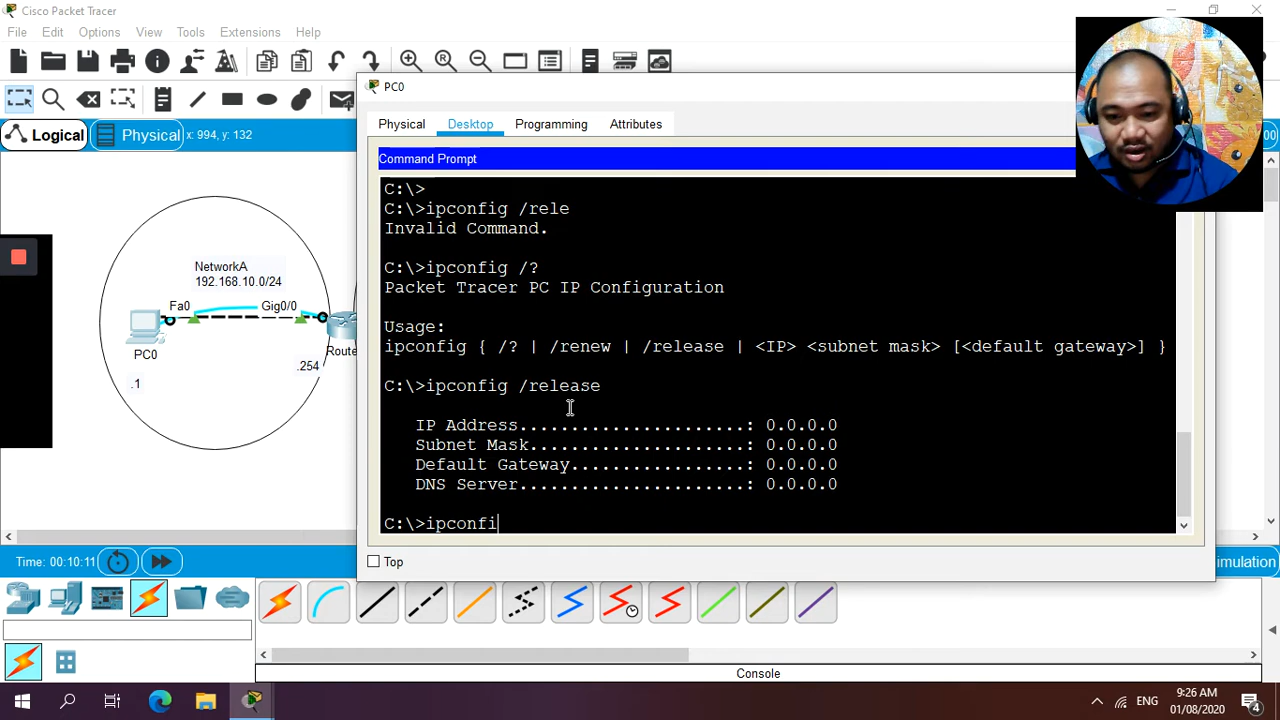 Cisco Packet Tracer
File Edit Options View Tools Extensions Help
PC0
Logical
Physical
x: 994, y: 132
Physical Desktop Programming Attributes
Command Prompt
C:\>
C:\>ipconfig /rele
Invalid Command.
C:\>ipconfig /?
Packet Tracer PC IP Configuration
Usage:
ipconfig { /? | /renew | /release | <IP> <subnet mask> [<default gateway>] }
C:\>ipconfig /release
IP Address......................: 0.0.0.0
Subnet Mask.....................: 0.0.0.0
Default Gateway.................: 0.0.0.0
DNS Server......................: 0.0.0.0
C:\>ipconfi
NetworkA
192.168.10.0/24
Fa0
Gig0/0
PC0
Route
.254
.1
Top
Time: 00:10:11
imulation
Console
ENG
9:26 AM
01/08/2020
4